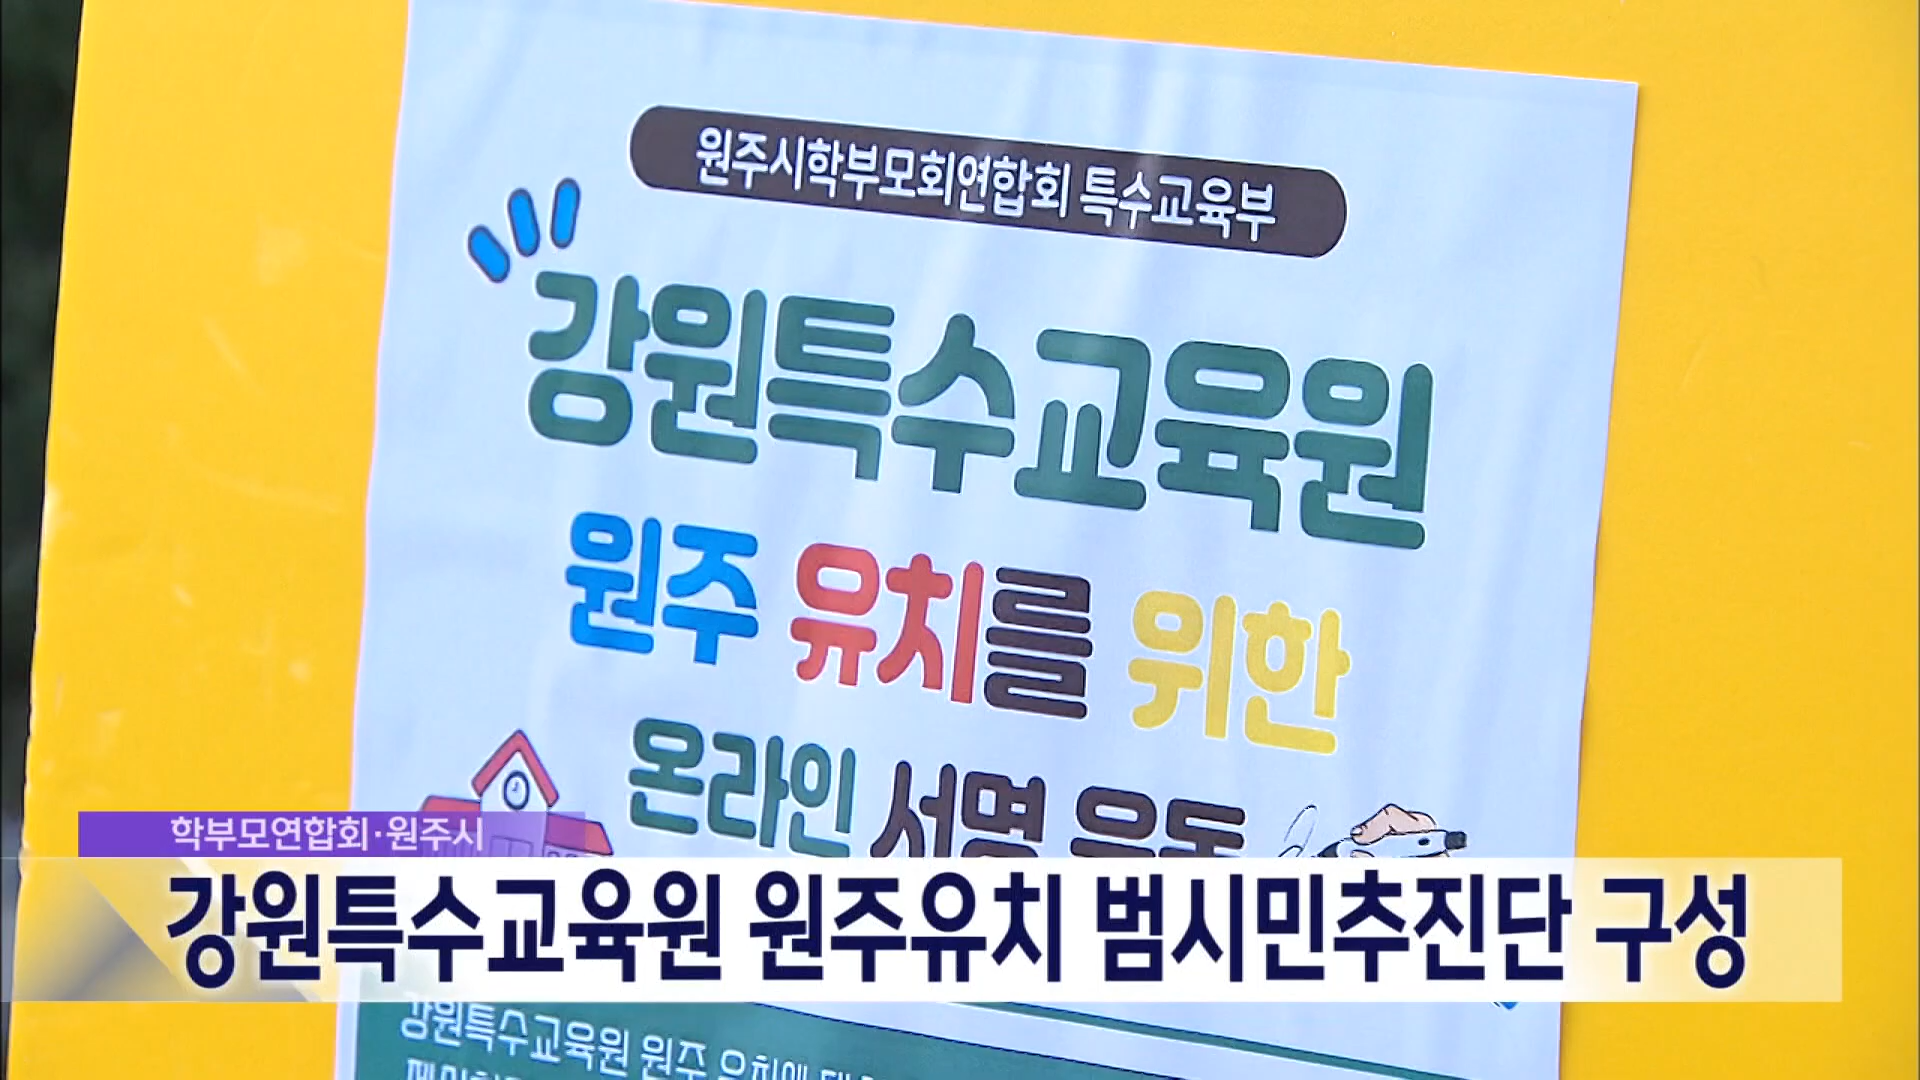 원주시학부모회연합회 특수교육부
강원특수교육원
원주 유치를 위한
온라인 서명 운동
학부모연합회·원주시
강원특수교육원 원주유치 범시민추진단 구성
강원특수교육원 원주 유치에